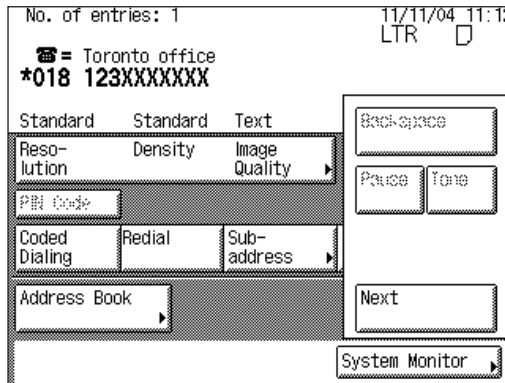 No. of entries: 1
11/11/04 11:12
LTR
☎= Toronto office
*018 123XXXXXXX
Standard Standard Text
Reso-
lution
Density
Image
Quality
PIN Code
Coded
Dialing
Redial
Sub-
address
Address Book
Backspace
Pause
Tone
Next
System Monitor